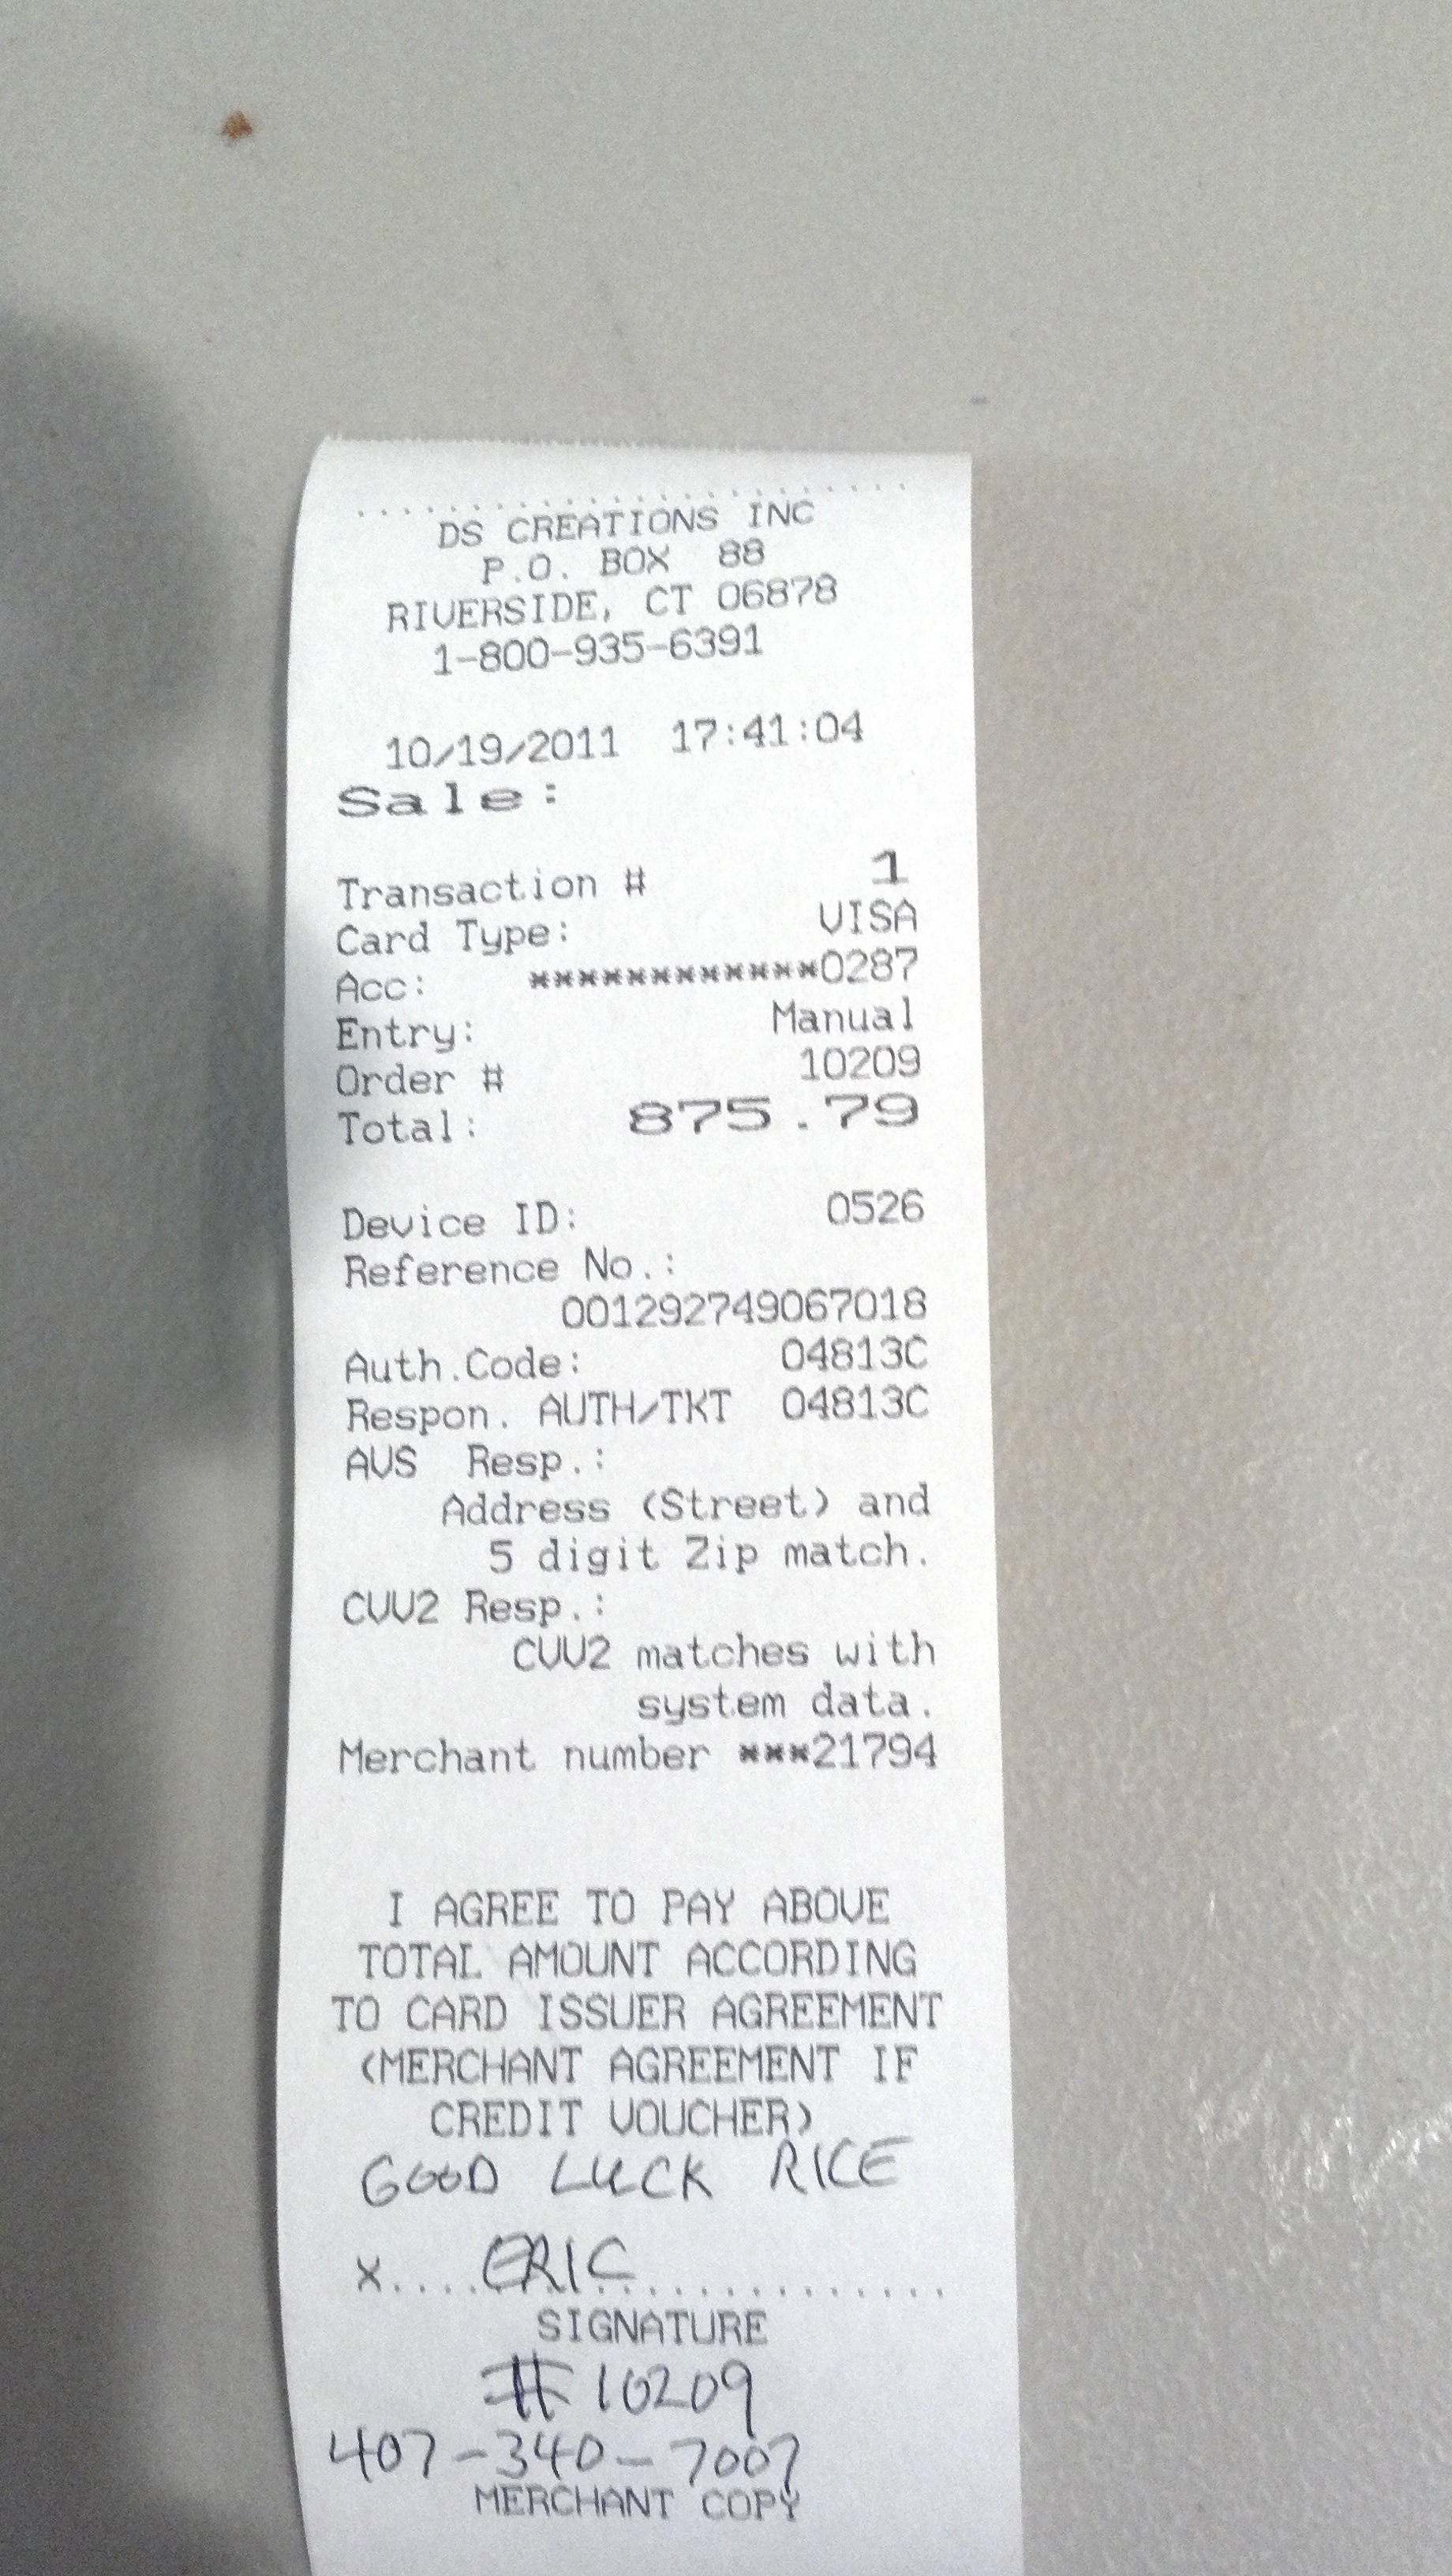 DS CREATIONS INC
P.O. BOX 88
RIVERSIDE, CT 06878
1-800-935-6391
10/19/2011 17:41:04
Sale:
Transaction # 1
Card Type: VISA
Acc: ************0287
Entry: Manual
Order # 10209
Total: 875.79
Device ID: 0526
Reference No.:
001292749067018
Auth.Code: 04813C
Respon. AUTH/TKT 04813C
AVS Resp.:
Address (Street) and
5 digit Zip match.
CVV2 Resp.:
CVV2 matches with
system data.
Merchant number ***21794
I AGREE TO PAY ABOVE
TOTAL AMOUNT ACCORDING
TO CARD ISSUER AGREEMENT
(MERCHANT AGREEMENT IF
CREDIT VOUCHER)
GOOD LUCK RICE
x....ERIC..............
SIGNATURE
# 10209
407-340-7007
MERCHANT COPY